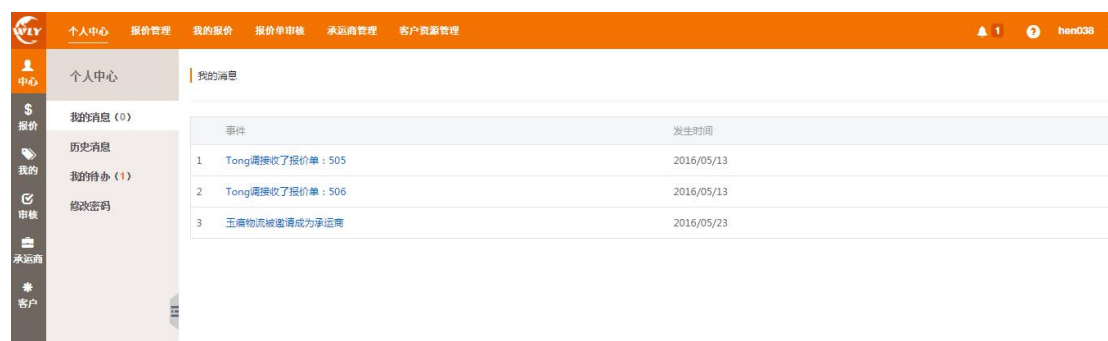 WLY 个人中心 报价管理 我的报价 报价单审核 承运商管理 客户资源管理 1 ? hen038
中心
$
报价
我的
审核
承运商
客户
个人中心
我的消息（0）
历史消息
我的待办（1）
修改密码
我的消息
事件 发生时间
1 Tong调接收了报价单：505 2016/05/13
2 Tong调接收了报价单：506 2016/05/13
3 物流被邀请成为承运商 2016/05/23